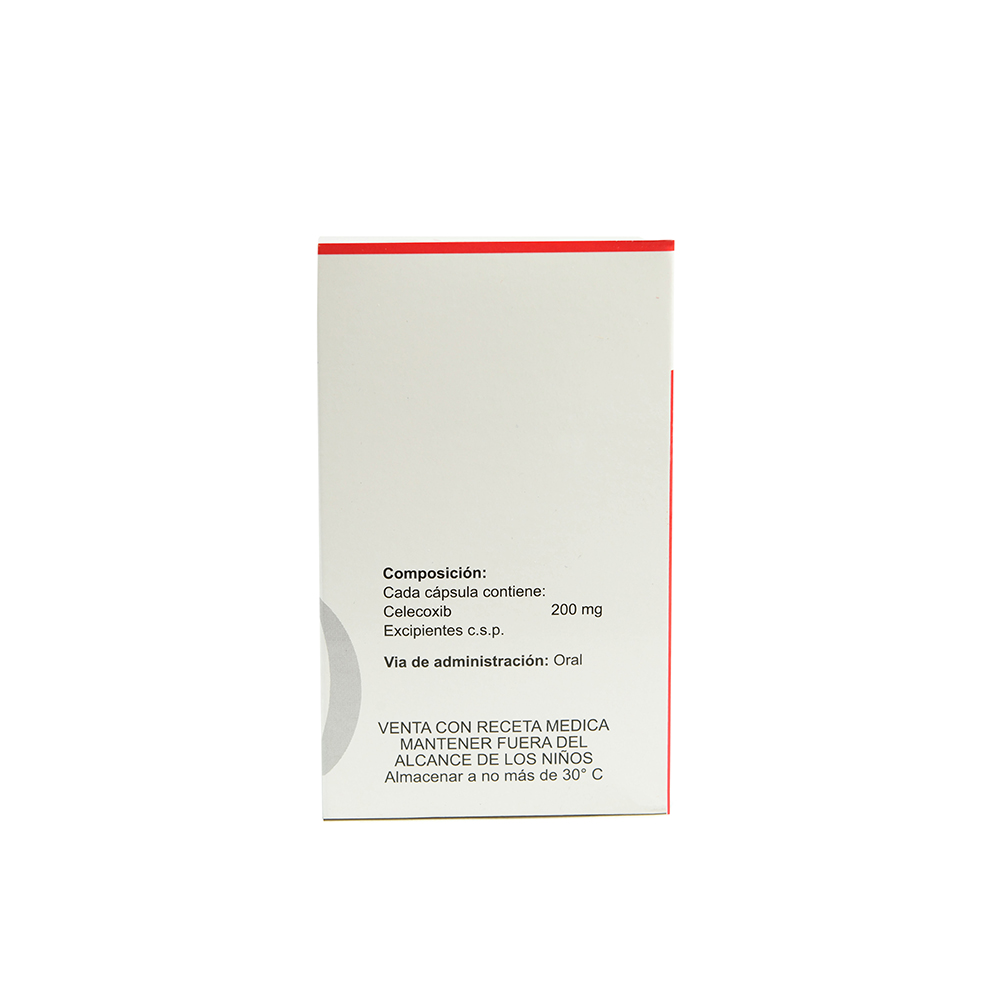 Composición:
Cada cápsula contiene:
Celecoxib 200 mg
Excipientes c.s.p.
Via de administración: Oral
VENTA CON RECETA MEDICA
MANTENER FUERA DEL
ALCANCE DE LOS NIÑOS
Almacenar a no más de 30° C